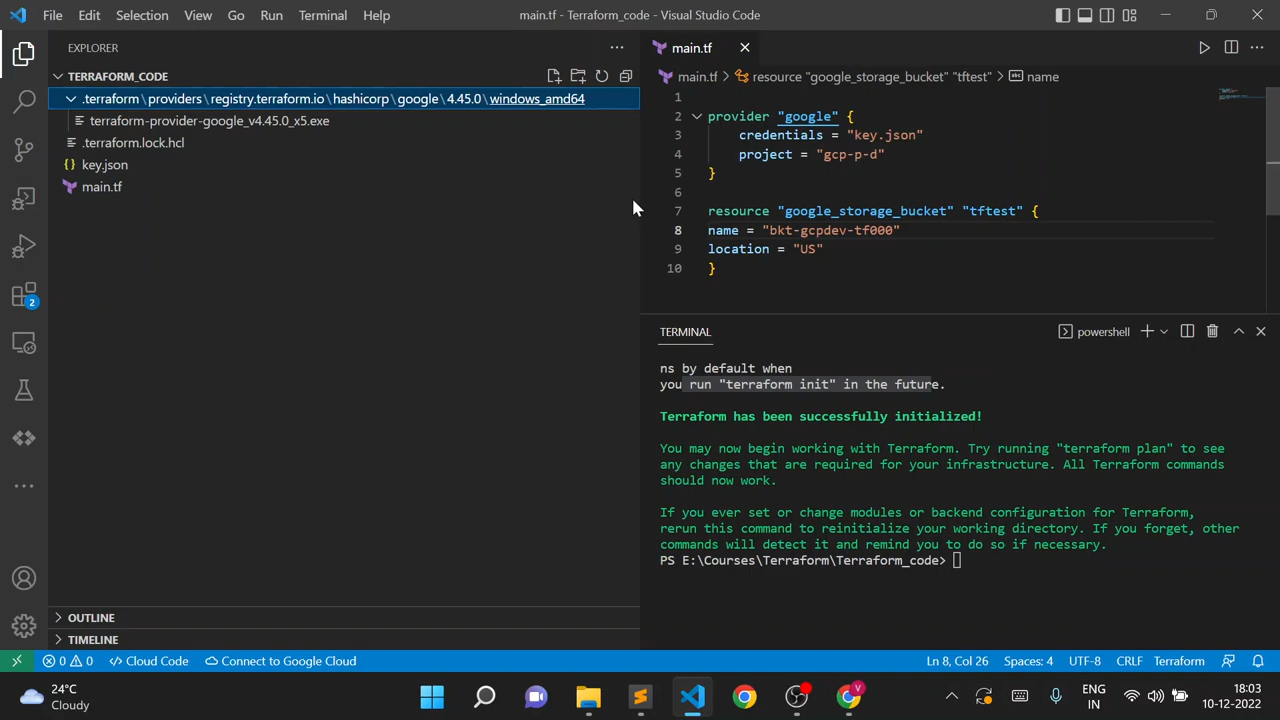 File Edit Selection View Go Run Terminal Help
main.tf - Terraform_code - Visual Studio Code
EXPLORER
TERRAFORM_CODE
.terraform\providers\registry.terraform.io\hashicorp\google\4.45.0\windows_amd64
terraform-provider-google_v4.45.0_x5.exe
.terraform.lock.hcl
{} key.json
main.tf
2
OUTLINE
TIMELINE
main.tf
main.tf > resource "google_storage_bucket" "tftest" > abc name
1
2 provider "google" {
3 credentials = "key.json"
4 project = "gcp-p-d"
5 }
6
7 resource "google_storage_bucket" "tftest" {
8 name = "bkt-gcpdev-tf000"
9 location = "US"
10 }
TERMINAL
powershell
ns by default when
you run "terraform init" in the future.
Terraform has been successfully initialized!
You may now begin working with Terraform. Try running "terraform plan" to see
any changes that are required for your infrastructure. All Terraform commands
should now work.
If you ever set or change modules or backend configuration for Terraform,
rerun this command to reinitialize your working directory. If you forget, other
commands will detect it and remind you to do so if necessary.
PS E:\Courses\Terraform\Terraform_code>
0 0 Cloud Code Connect to Google Cloud
Ln 8, Col 26 Spaces: 4 UTF-8 CRLF Terraform
24°C
Cloudy
V
ENG
IN
18:03
10-12-2022